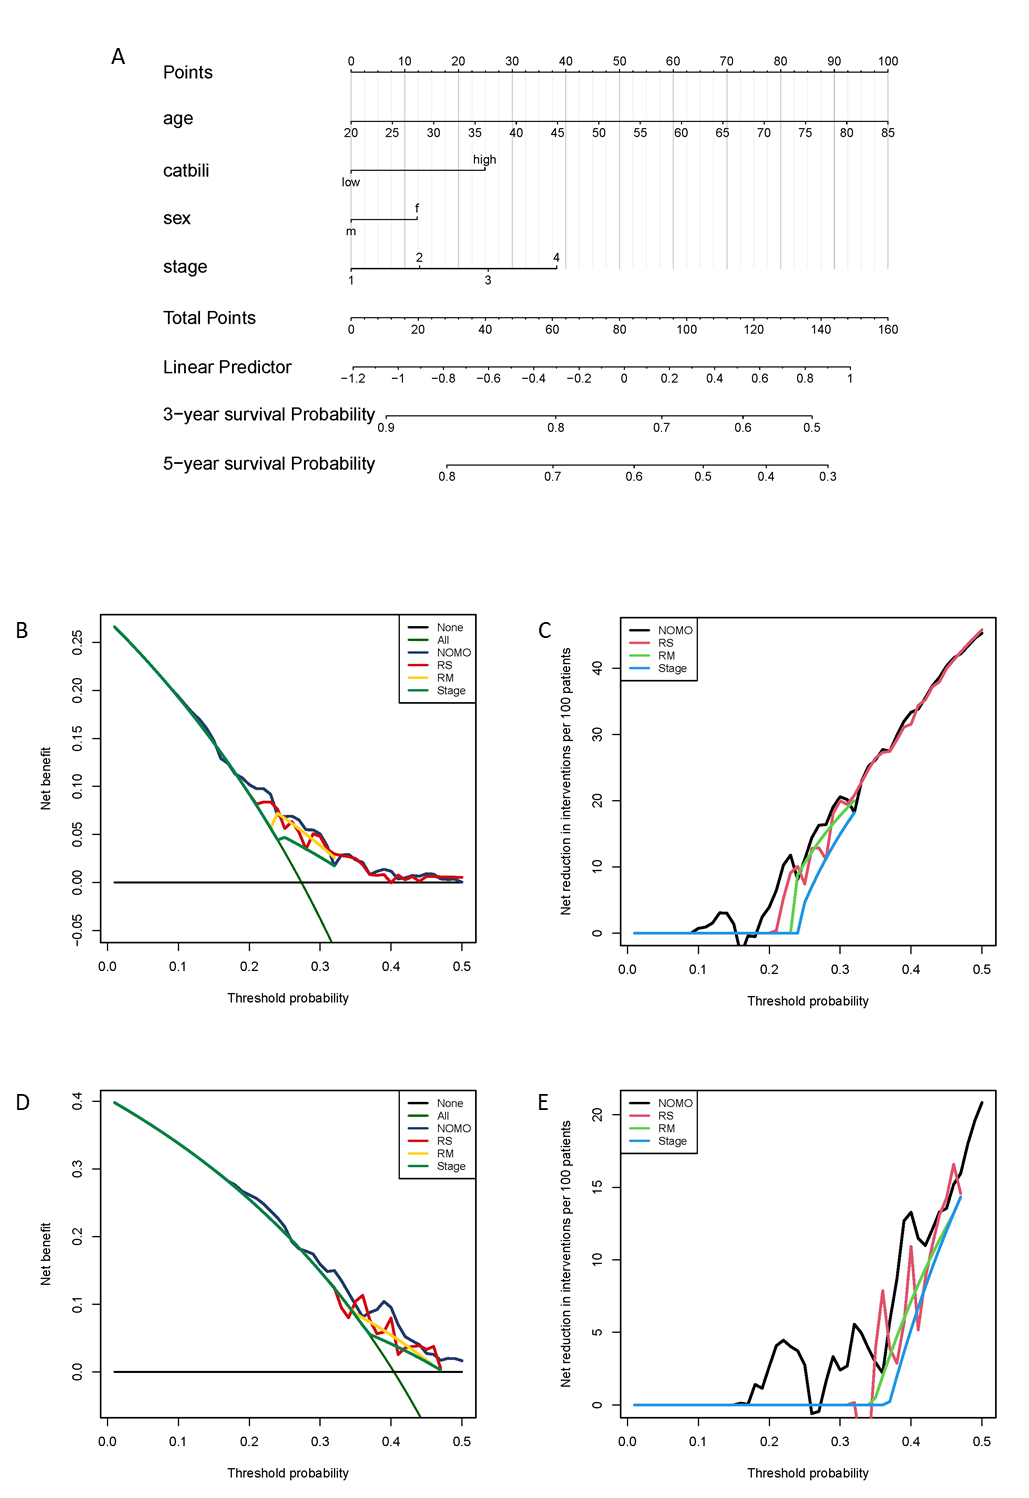 A
Points
0 10 20 30 40 50 60 70 80 90 100
age
20 25 30 35 40 45 50 55 60 65 70 75 80 85
catbili
high
low
sex
f
m
stage
2 4
1 3
Total Points
0 20 40 60 80 100 120 140 160
Linear Predictor
−1.2 −1 −0.8 −0.6 −0.4 −0.2 0 0.2 0.4 0.6 0.8 1
3−year survival Probability
0.9 0.8 0.7 0.6 0.5
5−year survival Probability
0.8 0.7 0.6 0.5 0.4 0.3
B
Net benefit
0.25
0.20
0.15
0.10
0.05
0.00
−0.05
None
All
NOMO
RS
RM
Stage
0.0 0.1 0.2 0.3 0.4 0.5
Threshold probability
C
Net reduction in interventions per 100 patients
40
30
20
10
0
NOMO
RS
RM
Stage
0.0 0.1 0.2 0.3 0.4 0.5
Threshold probability
D
Net benefit
0.4
0.3
0.2
0.1
0.0
None
All
NOMO
RS
RM
Stage
0.0 0.1 0.2 0.3 0.4 0.5
Threshold probability
E
Net reduction in interventions per 100 patients
20
15
10
5
0
NOMO
RS
RM
Stage
0.0 0.1 0.2 0.3 0.4 0.5
Threshold probability